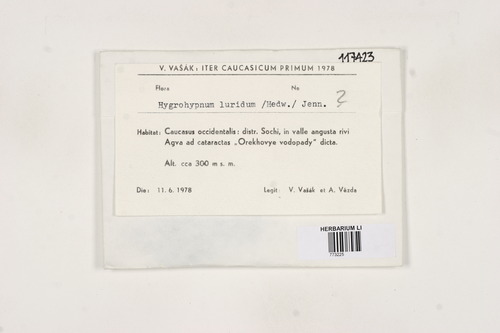 117423
V. VAŠÁK: ITER CAUCASICUM PRIMUM 1978
Flora No
Hygrohypnum luridum /Hedw./ Jenn. ?
Habitat: Caucasus occidentalis: distr. Sochi, in valle angusta rivi
Agva ad cataractas „Orekhovye vodopady" dicta.
Alt. cca 300 m s. m.
Die: 11. 6. 1978 Legit: V. Vašák et A. Vězda
HERBARIUM LI
773225